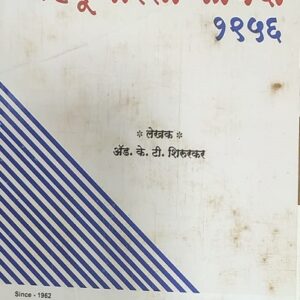 १९५६
* लेखक *
ॲड. के. टी. शिरुरकर
Since - 1962